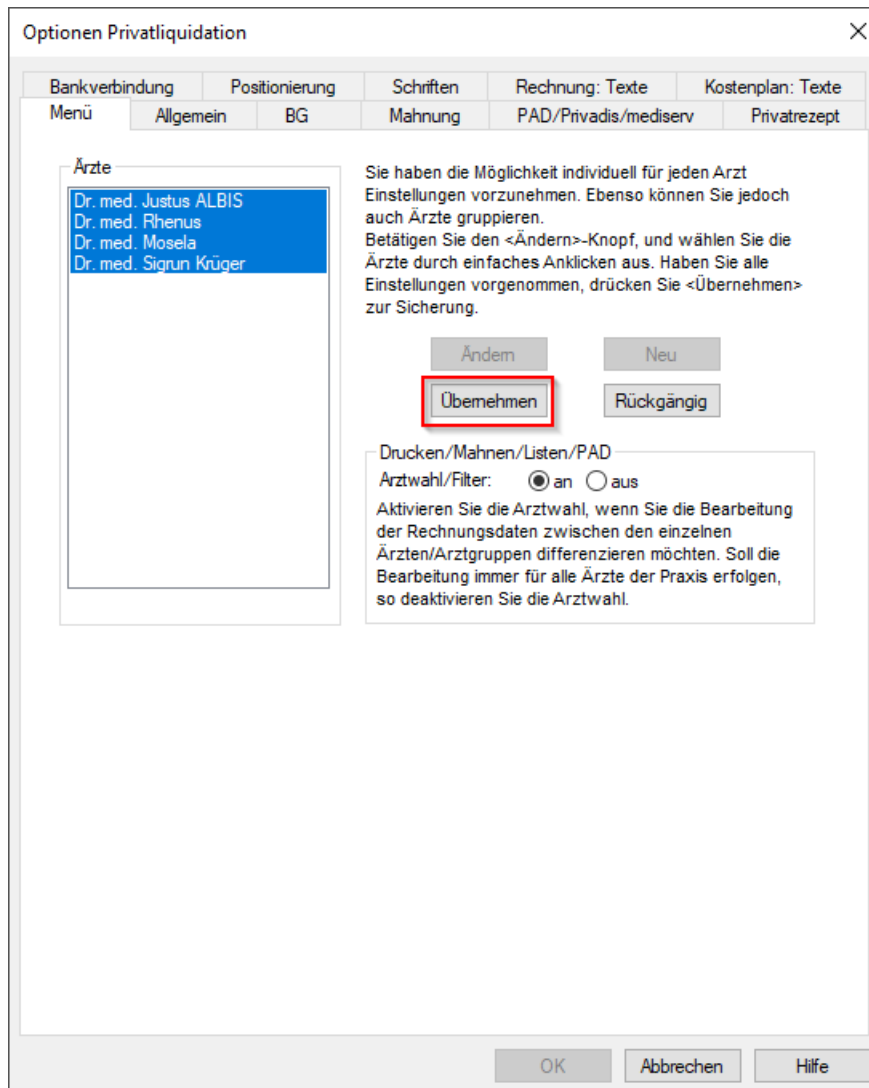 Optionen Privatliquidation
Bankverbindung Positionierung Schriften Rechnung: Texte Kostenplan: Texte
Menü Allgemein BG Mahnung PAD/Privadis/mediserv Privatrezept
Ärzte
Dr. med. Justus ALBIS
Dr. med. Rhenus
Dr. med. Mosela
Dr. med. Sigrun Krüger
Sie haben die Möglichkeit individuell für jeden Arzt
Einstellungen vorzunehmen. Ebenso können Sie jedoch
auch Ärzte gruppieren.
Betätigen Sie den <Ändern>-Knopf, und wählen Sie die
Ärzte durch einfaches Anklicken aus. Haben Sie alle
Einstellungen vorgenommen, drücken Sie <Übernehmen>
zur Sicherung.
Ändern Neu
Übernehmen Rückgängig
Drucken/Mahnen/Listen/PAD
Arztwahl/Filter: an aus
Aktivieren Sie die Arztwahl, wenn Sie die Bearbeitung
der Rechnungsdaten zwischen den einzelnen
Ärzten/Arztgruppen differenzieren möchten. Soll die
Bearbeitung immer für alle Ärzte der Praxis erfolgen,
so deaktivieren Sie die Arztwahl.
OK Abbrechen Hilfe